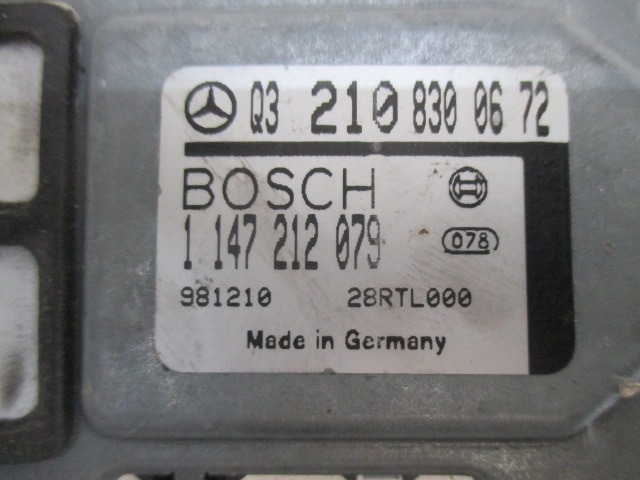 Q3 210 830 06 72
BOSCH
1 147 212 079
078
981210 28RTL000
Made in Germany